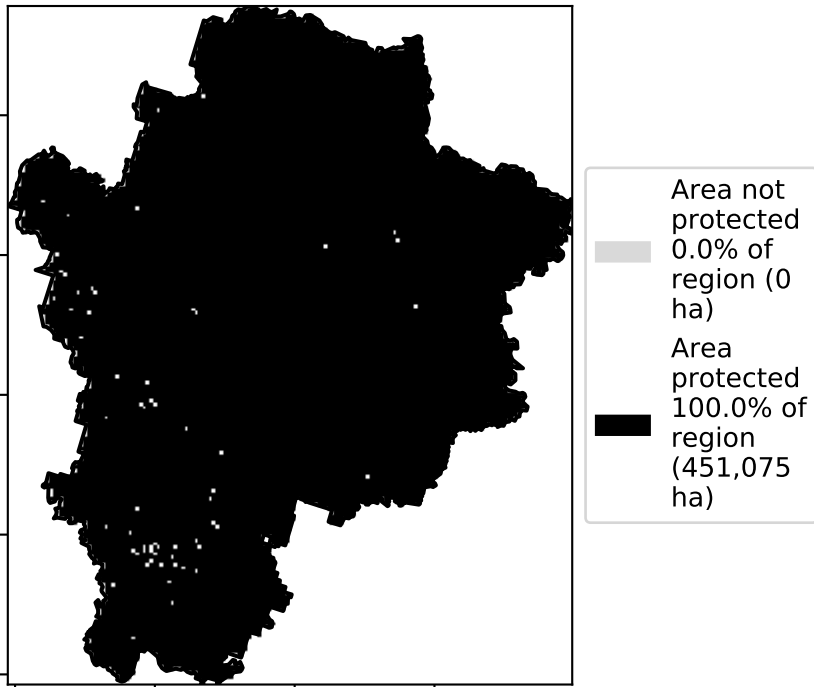 Area not
protected
0.0% of
region (0
ha)
Area
protected
100.0% of
region
(451,075
ha)